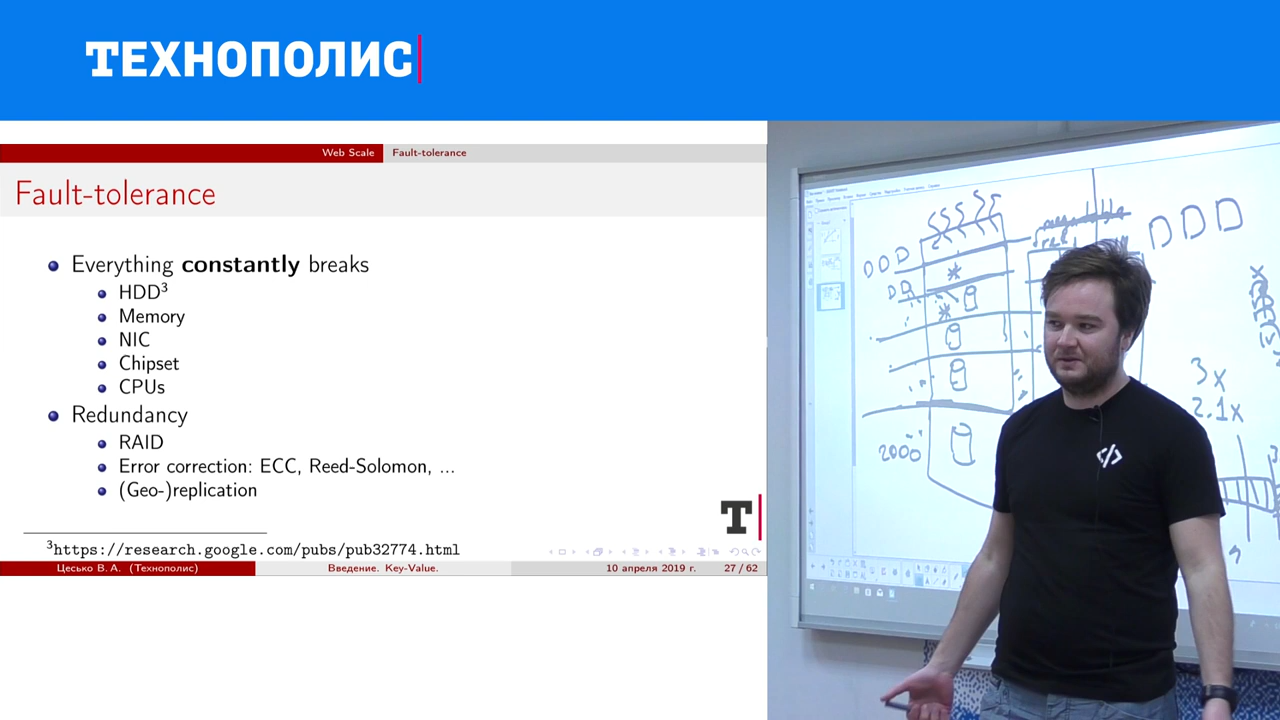 ТЕХНОПОЛИС
Web Scale Fault-tolerance
Fault-tolerance
Everything constantly breaks
HDD3
Memory
NIC
Chipset
CPUs
Redundancy
RAID
Error correction: ECC, Reed-Solomon, ...
(Geo-)replication
T
3https://research.google.com/pubs/pub32774.html
Цесько В. А. (Технополис) Введение. Key-Value. 10 апреля 2019 г. 27 / 62
DDD
DDD
3x
2.1x
2000
<//>